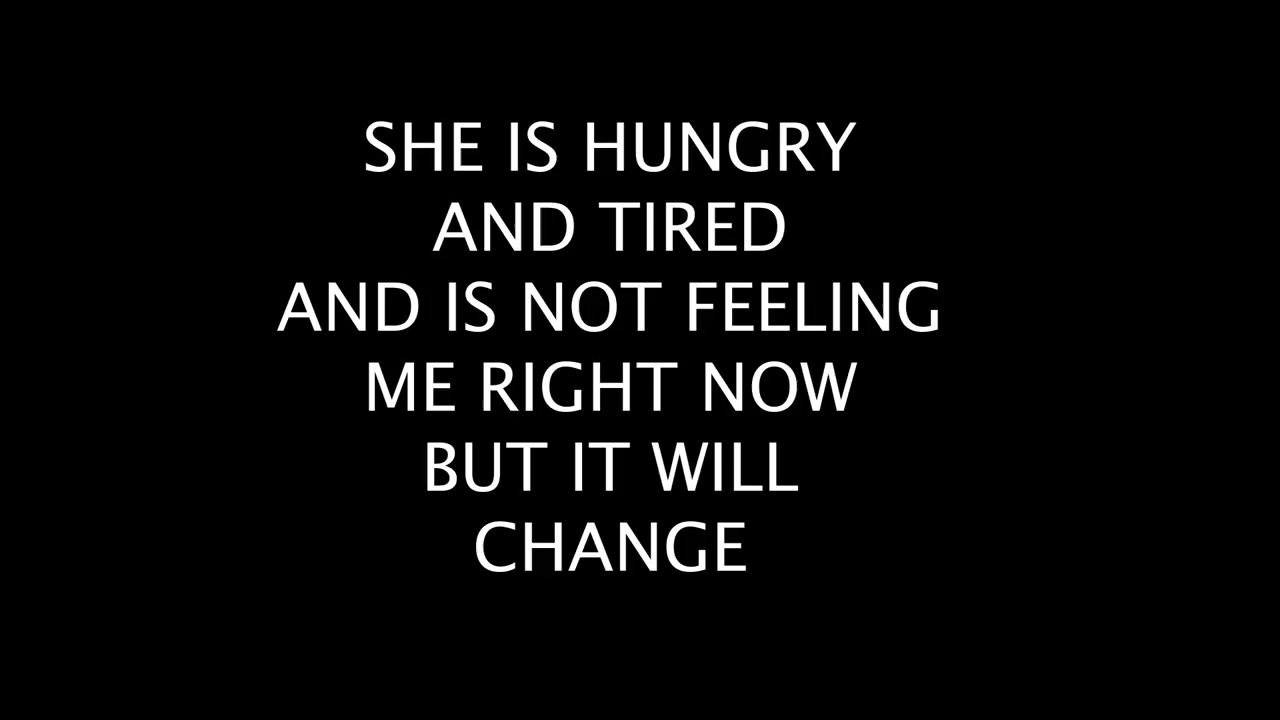 SHE IS HUNGRY
AND TIRED
AND IS NOT FEELING
ME RIGHT NOW
BUT IT WILL
CHANGE